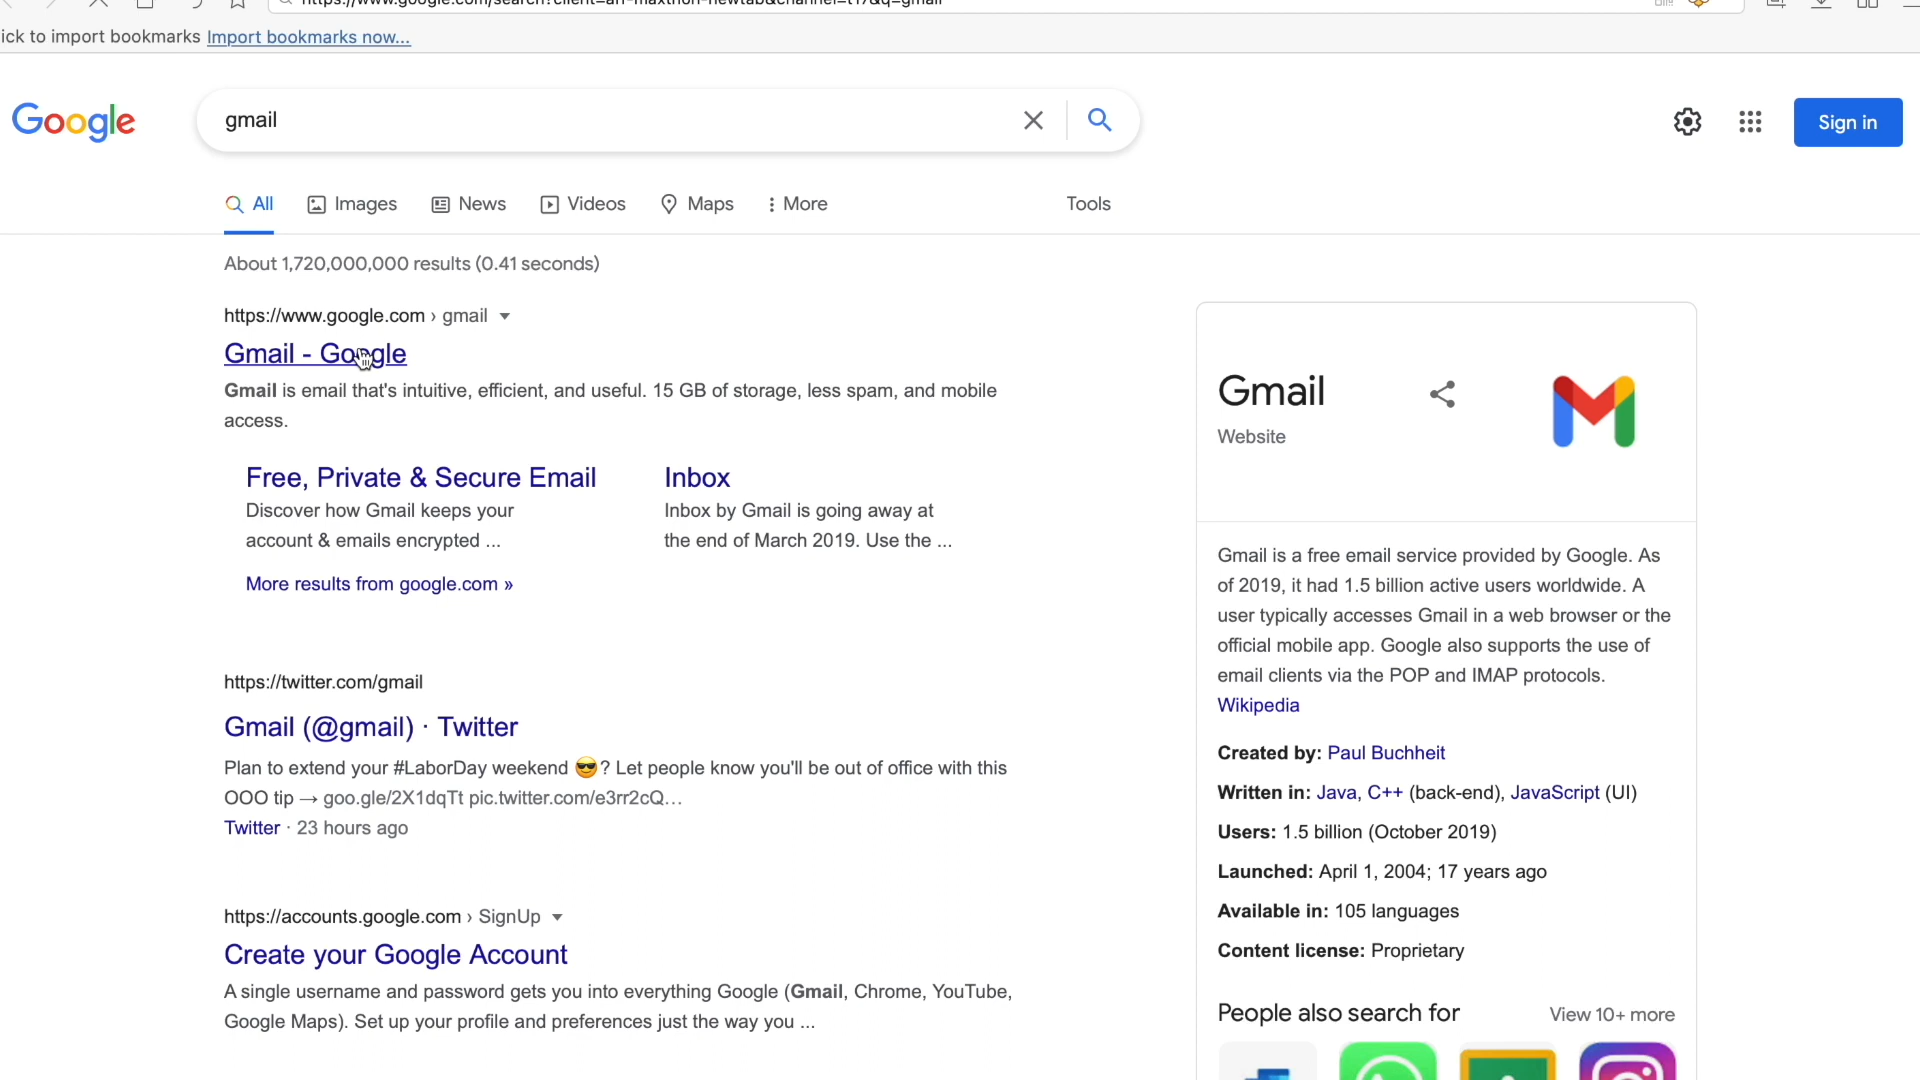 https://www.google.com/search?client=aff-maxthon-newtab&channel=t17&q=gmail
ick to import bookmarks Import bookmarks now...
Google
gmail
Sign in
All Images News Videos Maps More Tools
About 1,720,000,000 results (0.41 seconds)
https://www.google.com › gmail
Gmail - Google
Gmail is email that's intuitive, efficient, and useful. 15 GB of storage, less spam, and mobile
access.
Free, Private & Secure Email
Discover how Gmail keeps your
account & emails encrypted ...
Inbox
Inbox by Gmail is going away at
the end of March 2019. Use the ...
More results from google.com »
https://twitter.com/gmail
Gmail (@gmail) · Twitter
Plan to extend your #LaborDay weekend 😎? Let people know you'll be out of office with this
OOO tip → goo.gle/2X1dqTt pic.twitter.com/e3rr2cQ...
Twitter · 23 hours ago
https://accounts.google.com › SignUp
Create your Google Account
A single username and password gets you into everything Google (Gmail, Chrome, YouTube,
Google Maps). Set up your profile and preferences just the way you ...
Gmail
Website
Gmail is a free email service provided by Google. As
of 2019, it had 1.5 billion active users worldwide. A
user typically accesses Gmail in a web browser or the
official mobile app. Google also supports the use of
email clients via the POP and IMAP protocols.
Wikipedia
Created by: Paul Buchheit
Written in: Java, C++ (back-end), JavaScript (UI)
Users: 1.5 billion (October 2019)
Launched: April 1, 2004; 17 years ago
Available in: 105 languages
Content license: Proprietary
People also search for View 10+ more